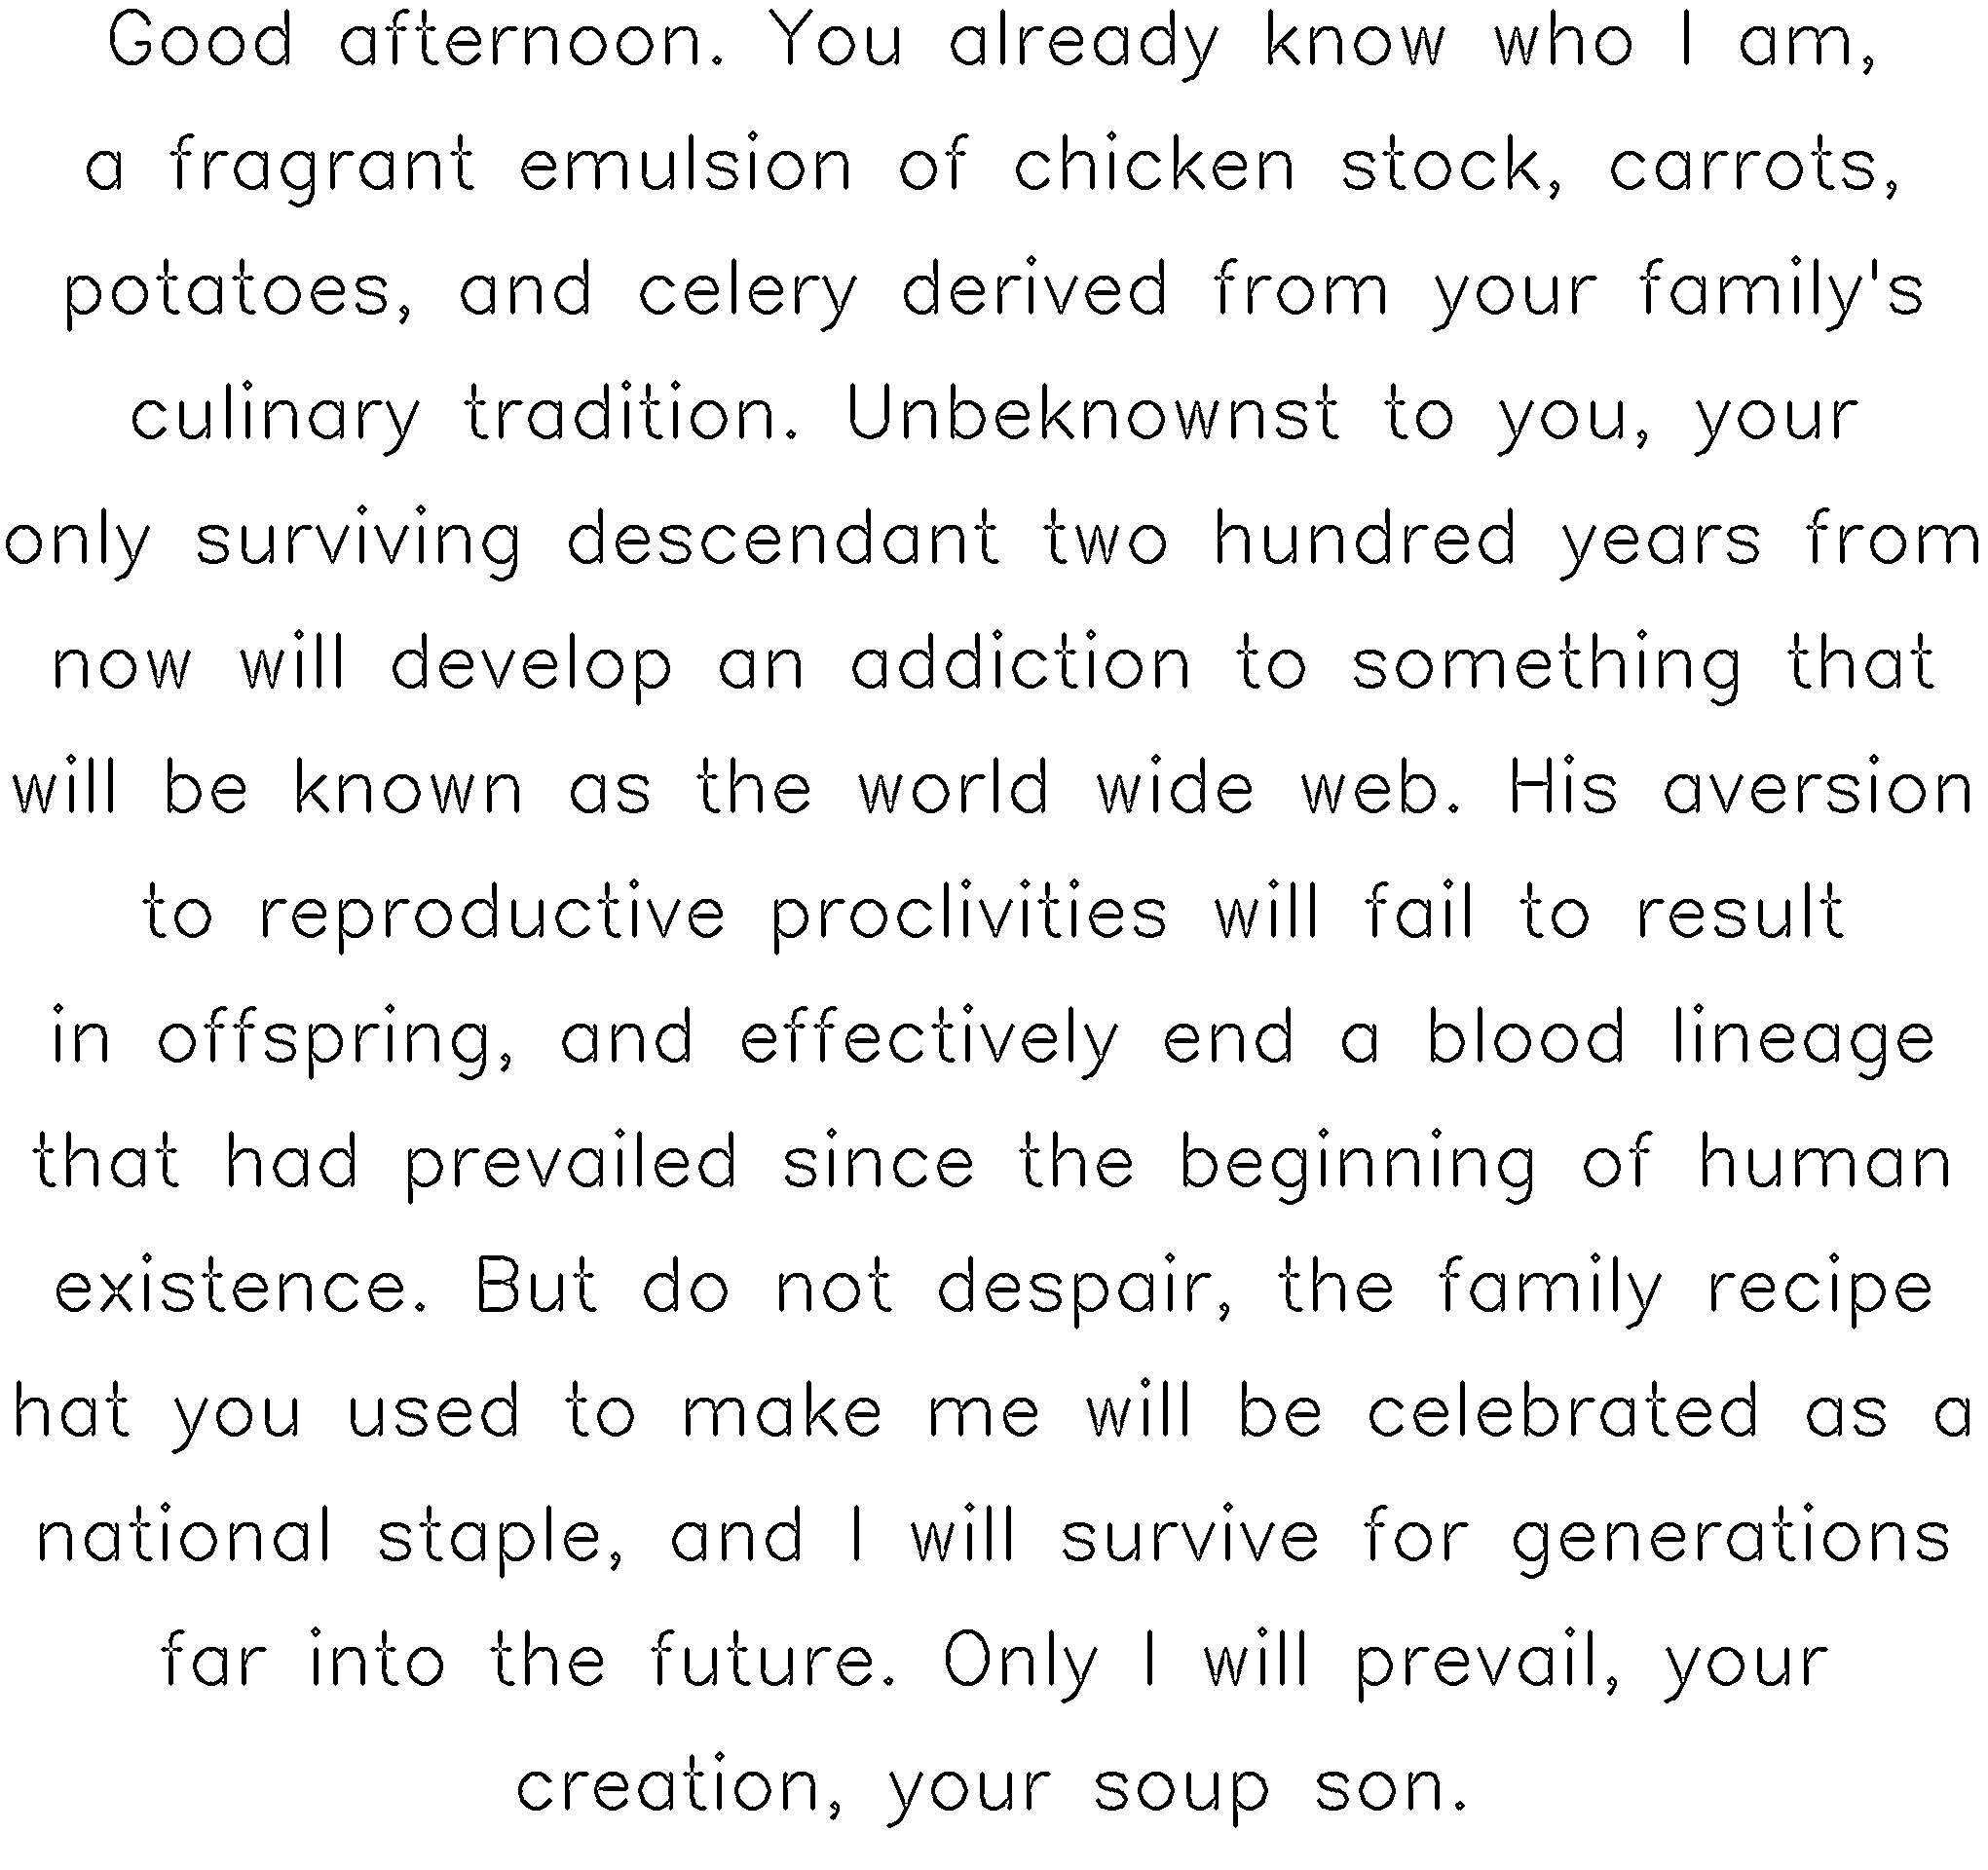 Good afternoon. You already know who I am,
a fragrant emulsion of chicken stock, carrots,
potatoes, and celery derived from your family's
culinary tradition. Unbeknownst to you, your
only surviving descendant two hundred years from
now will develop an addiction to something that
will be known as the world wide web. His aversion
to reproductive proclivities will fail to result
in offspring, and effectively end a blood lineage
that had prevailed since the beginning of human
existence. But do not despair, the family recipe
hat you used to make me will be celebrated as a
national staple, and I will survive for generations
far into the future. Only I will prevail, your
creation, your soup son.